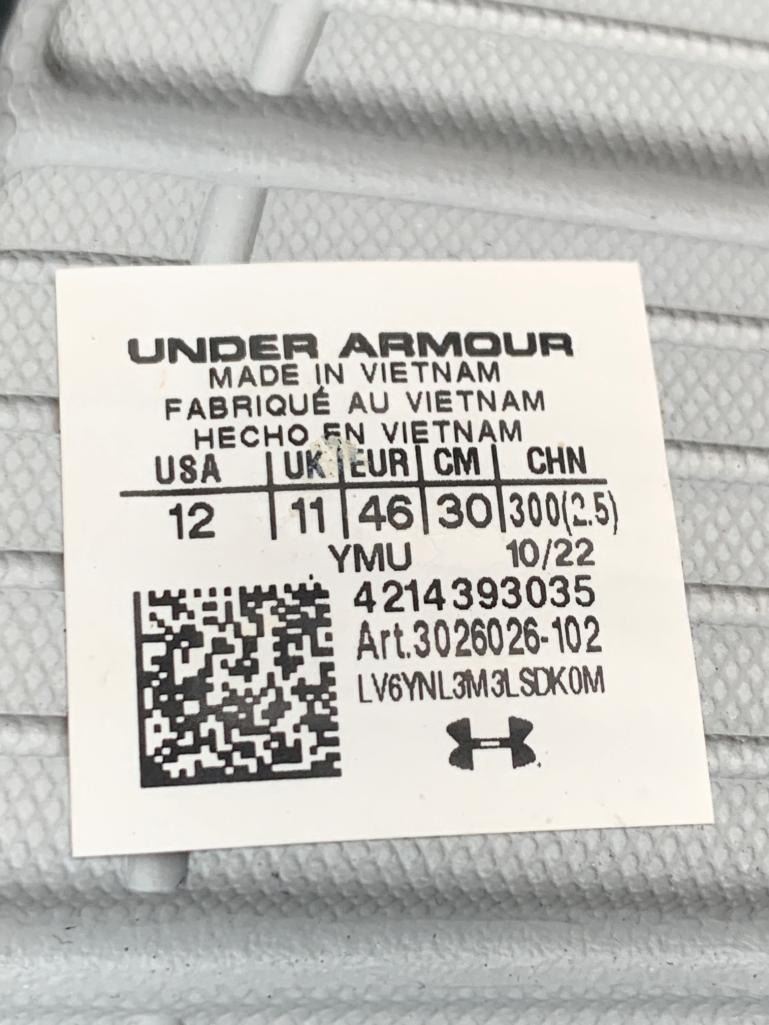 UNDER ARMOUR
MADE IN VIETNAM
FABRIQUÉ AU VIETNAM
HECHO EN VIETNAM
USA | UK | EUR | CM | CHN
12 | 11 | 46 | 30 | 300(2.5)
YMU 10/22
4214393035
Art.3026026-102
LV6YNL3M3LSDK0M